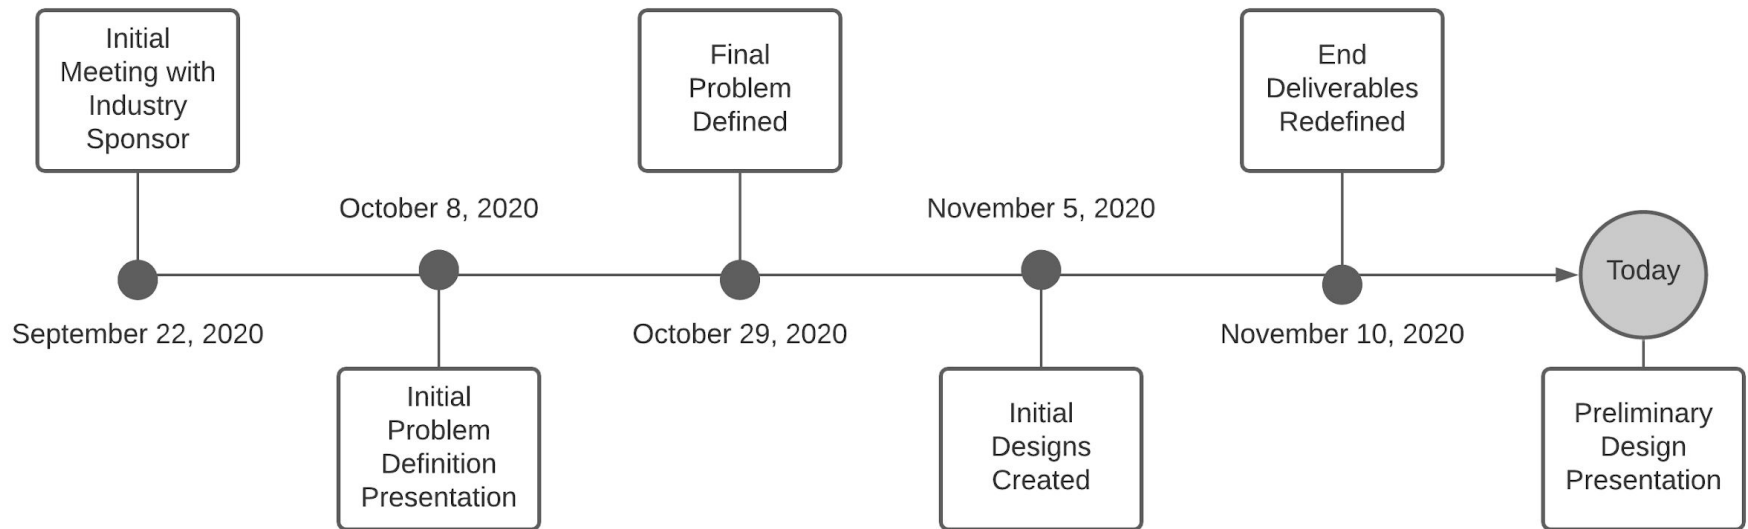 Initial
Meeting with
Industry
Sponsor
September 22, 2020
October 8, 2020
Initial
Problem
Definition
Presentation
Final
Problem
Defined
October 29, 2020
November 5, 2020
Initial
Designs
Created
End
Deliverables
Redefined
November 10, 2020
Today
Preliminary
Design
Presentation